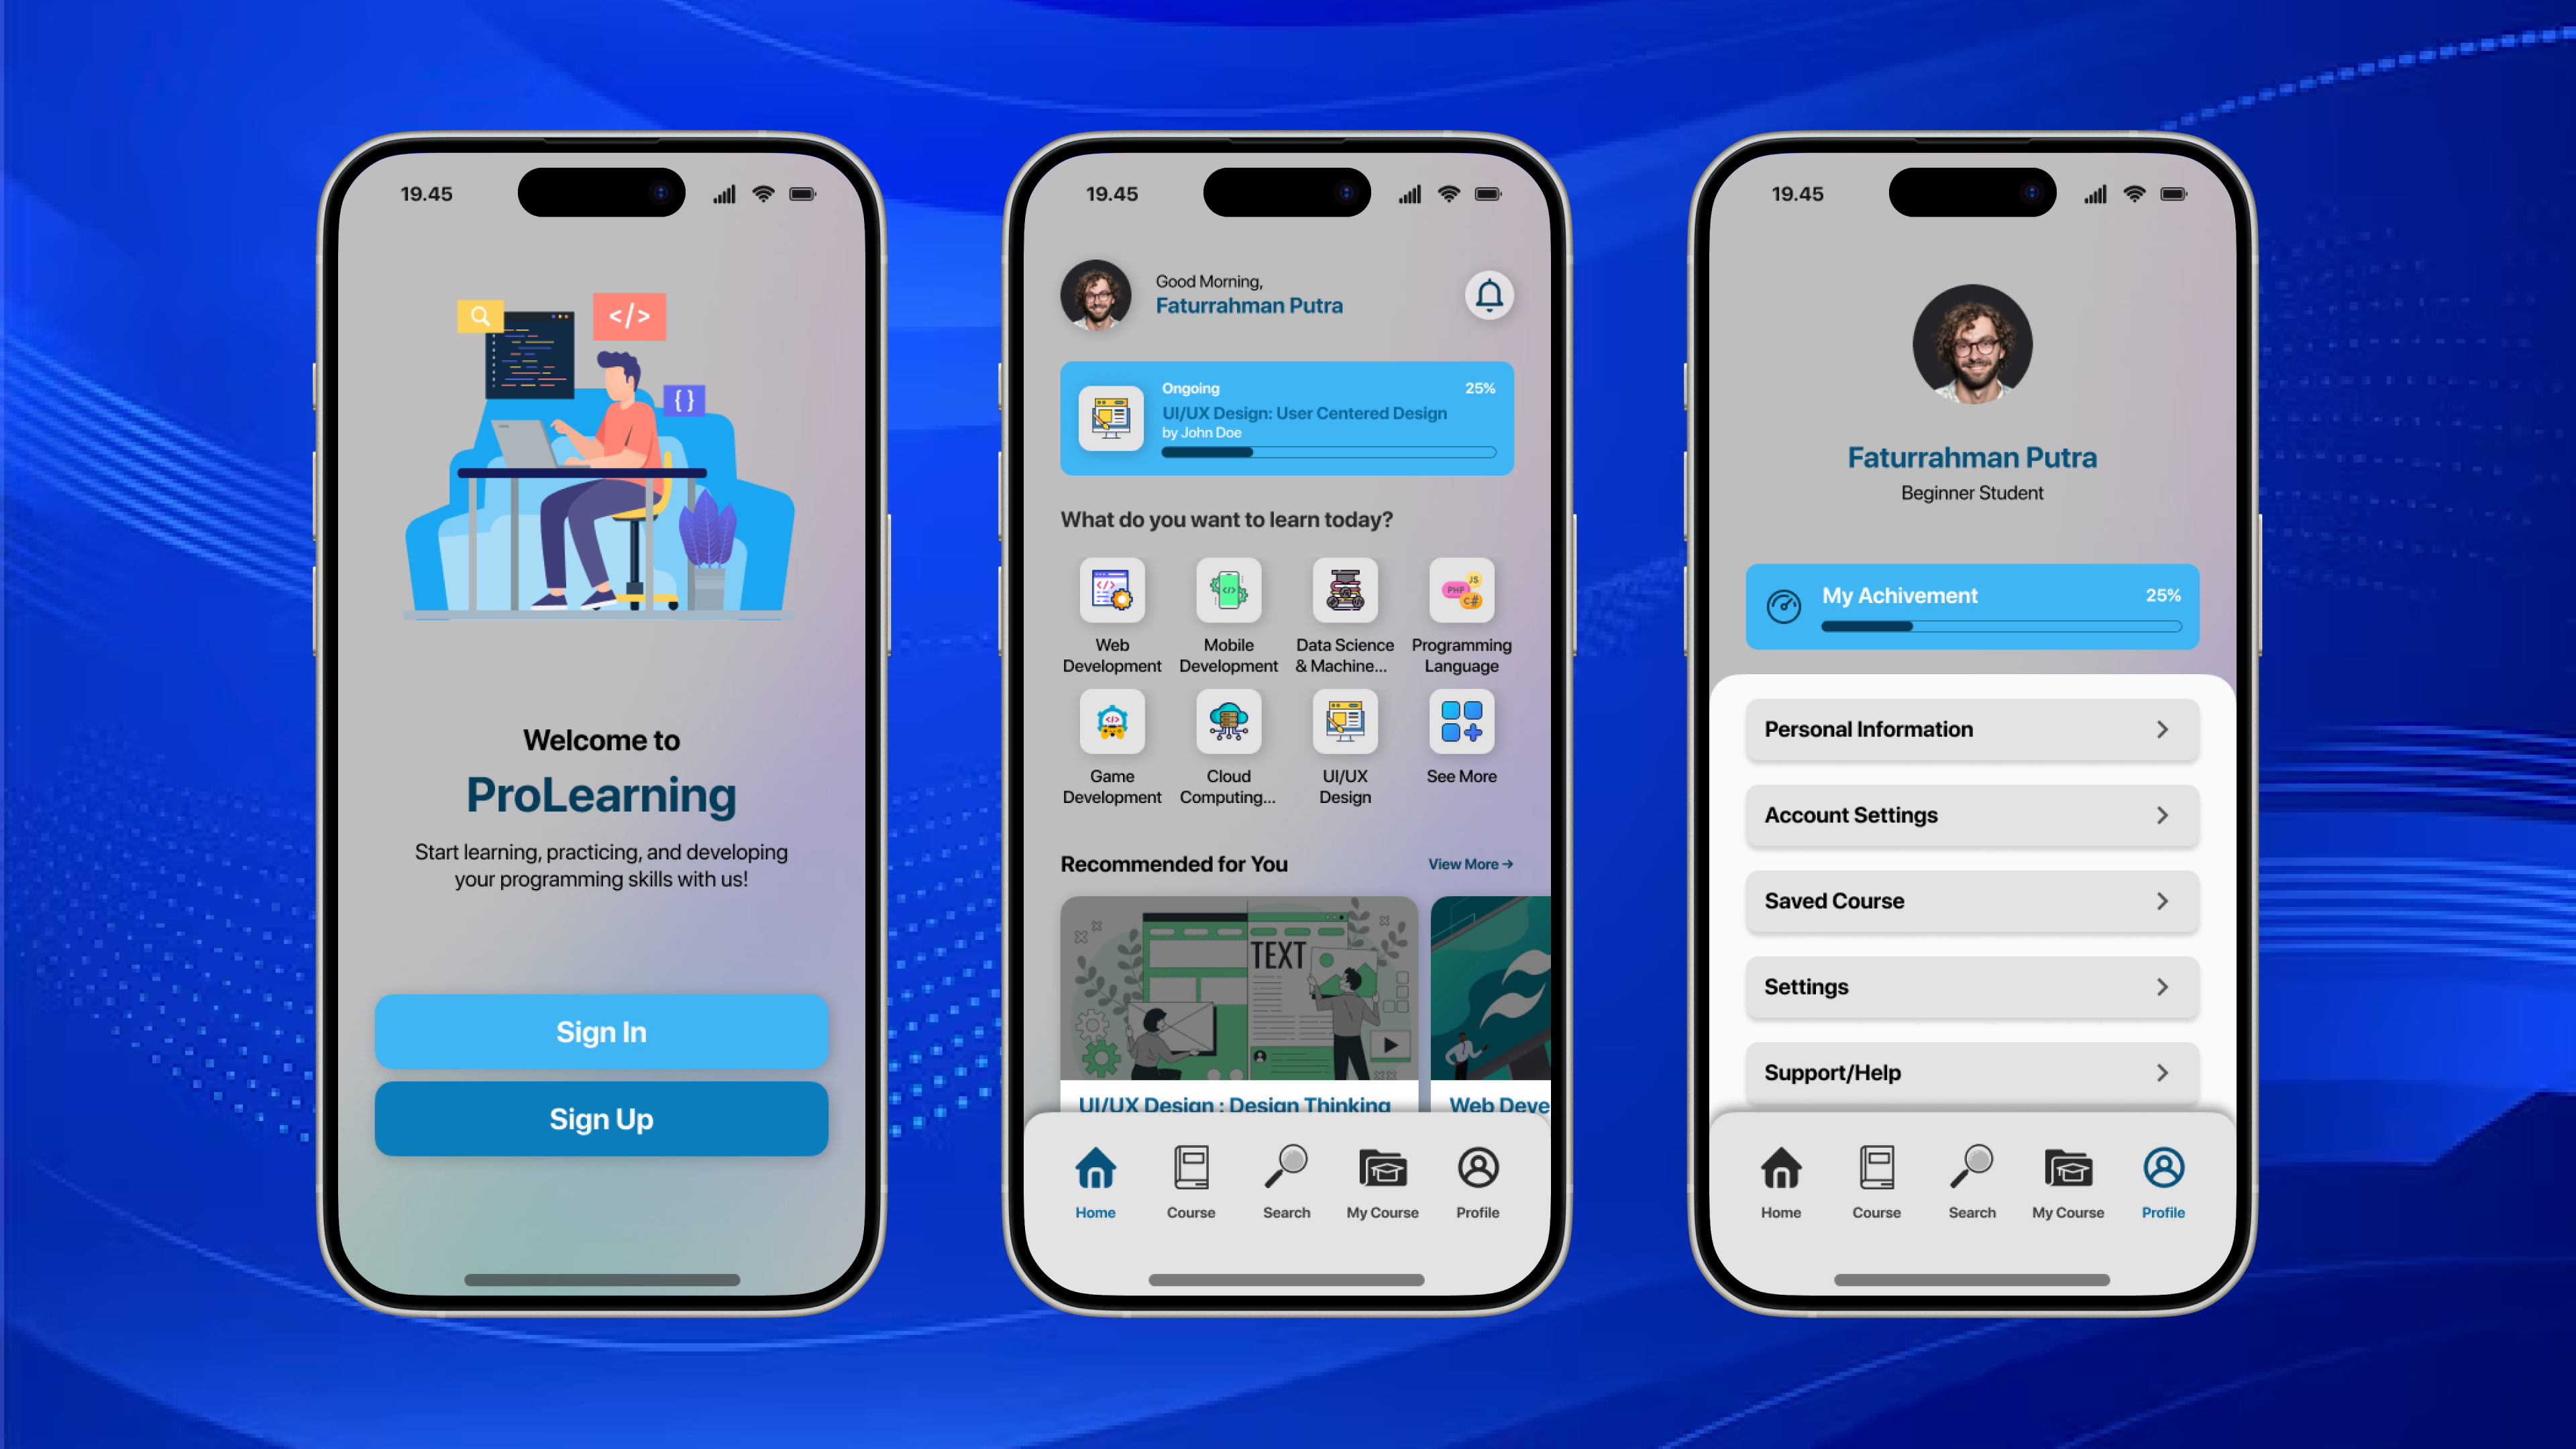 19.45
</>
{ }
Welcome to
ProLearning
Start learning, practicing, and developing
your programming skills with us!
Sign In
Sign Up
19.45
Good Morning,
Faturrahman Putra
Ongoing
25%
UI/UX Design: User Centered Design
by John Doe
What do you want to learn today?
</>
Web
Development
</>
Mobile
Development
Data Science
& Machine...
JS
PHP
C#
Programming
Language
</>
Game
Development
Cloud
Computing...
UI/UX
Design
See More
Recommended for You
View More →
TEXT
UI/UX Design : Design Thinking
Web Deve
Home
Course
Search
My Course
Profile
19.45
Faturrahman Putra
Beginner Student
My Achivement
25%
Personal Information
Account Settings
Saved Course
Settings
Support/Help
Home
Course
Search
My Course
Profile